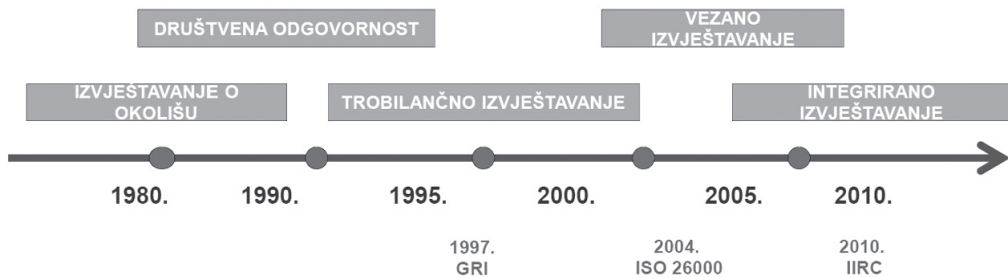 DRUŠTVENA ODGOVORNOST
VEZANO
IZVJEŠTAVANJE
IZVJEŠTAVANJE O
OKOLIŠU
TROBILANČNO IZVJEŠTAVANJE
INTEGRIRANO
IZVJEŠTAVANJE
1980.
1990.
1995.
2000.
2005.
2010.
1997.
GRI
2004.
ISO 26000
2010.
IIRC